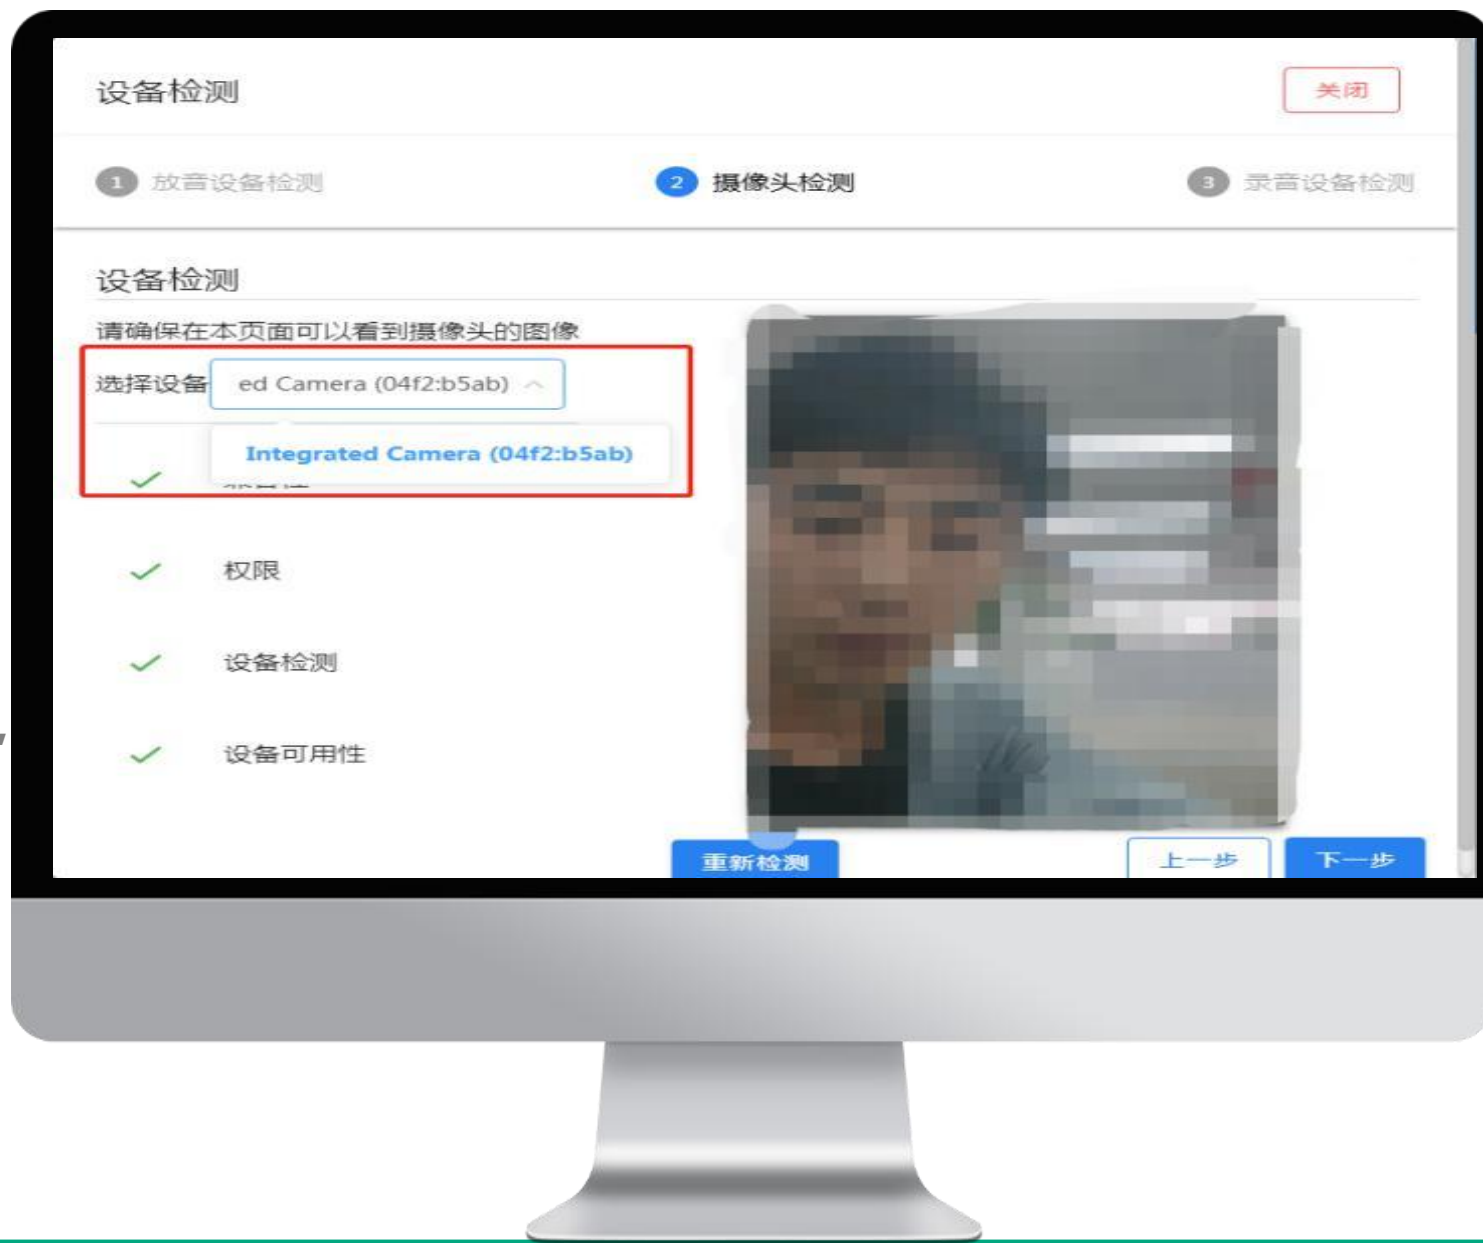 设备检测
关闭
1 放音设备检测
2 摄像头检测
3 录音设备检测
设备检测
请确保在本页面可以看到摄像头的图像
选择设备 ed Camera (04f2:b5ab)
Integrated Camera (04f2:b5ab)
权限
设备检测
设备可用性
重新检测
上一步
下一步